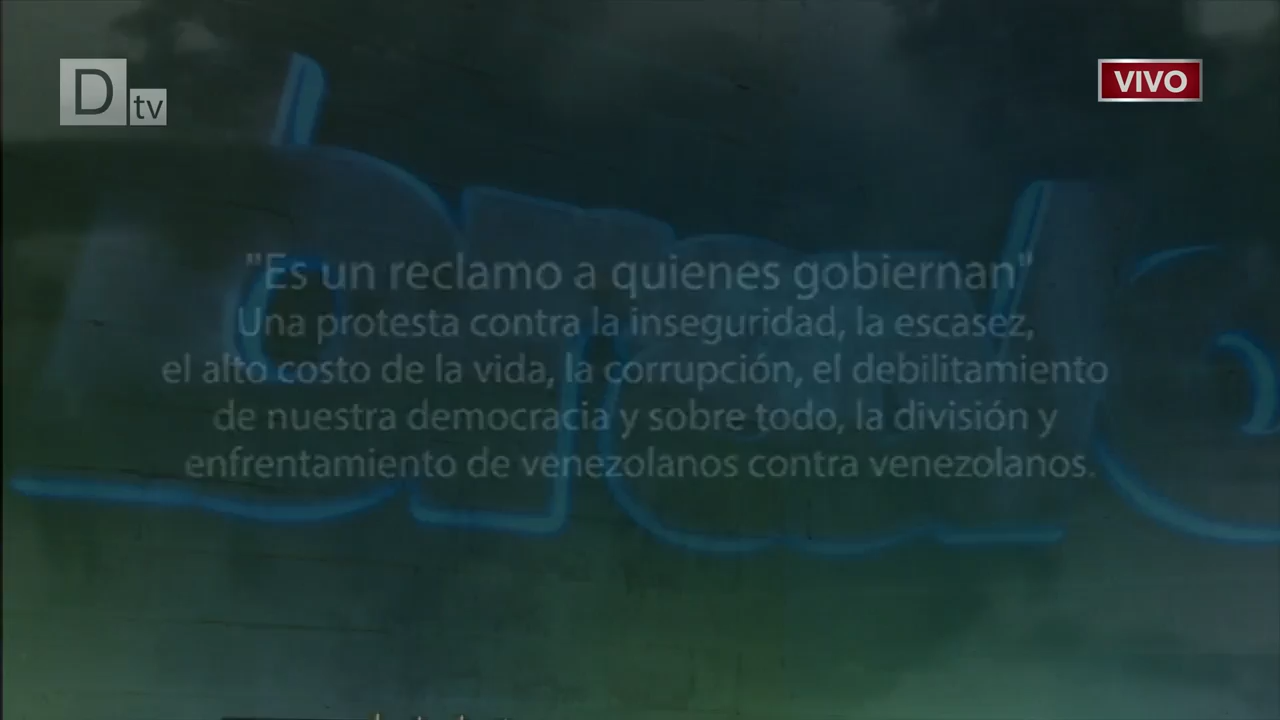 D tv
VIVO
"Es un reclamo a quienes gobiernan"
Una protesta contra la inseguridad, la escasez,
el alto costo de la vida, la corrupción, el debilitamiento
de nuestra democracia y sobre todo, la división y
enfrentamiento de venezolanos contra venezolanos.